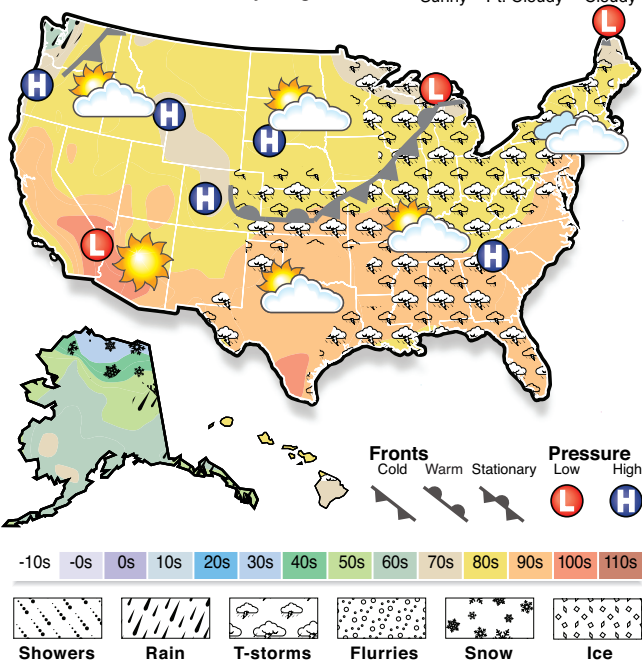 Sunny Pt. Cloudy Cloudy
L
H
L
H
H
H
L
H
Fronts
Cold Warm Stationary
Pressure
Low High
L H
-10s -0s 0s 10s 20s 30s 40s 50s 60s 70s 80s 90s 100s 110s
Showers Rain T-storms Flurries Snow Ice